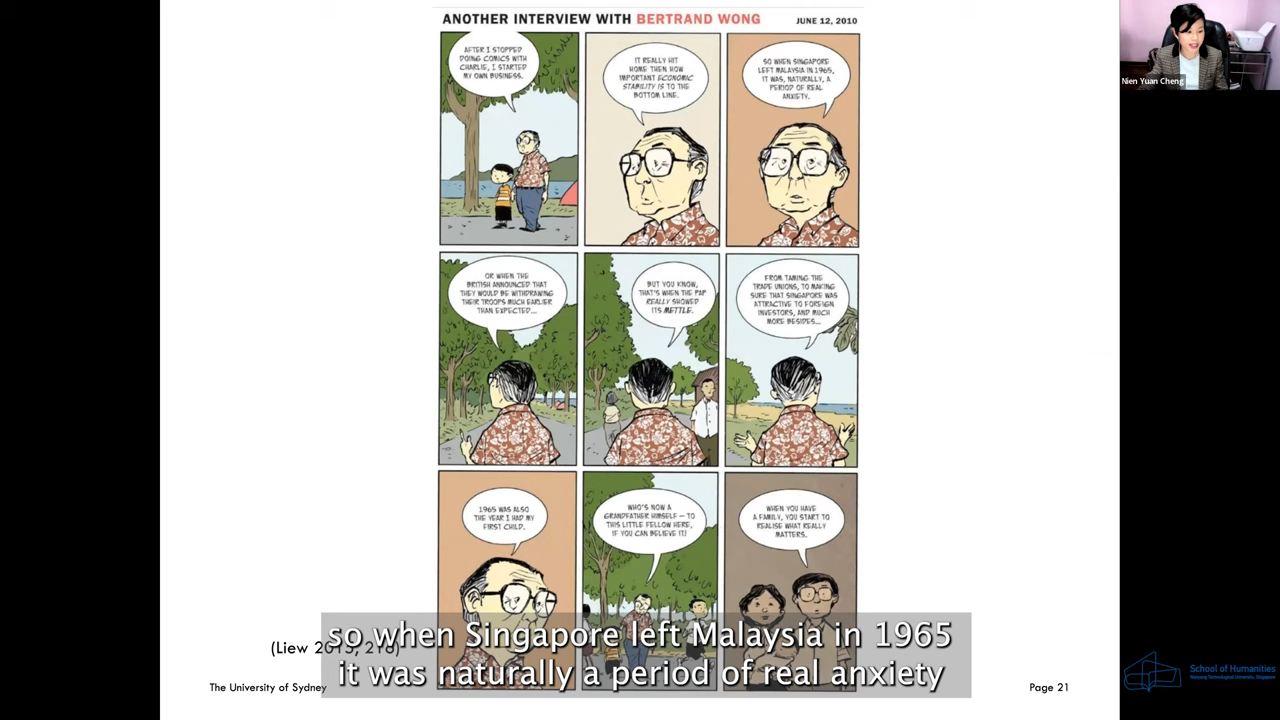 ANOTHER INTERVIEW WITH BERTRAND WONG
JUNE 12, 2010
AFTER I STOPPED
DOING COMICS WITH
CHARLIE, I STARTED
MY OWN BUSINESS.
IT REALLY HIT
HOME THEN HOW
IMPORTANT ECONOMIC
STABILITY IS TO THE
BOTTOM LINE.
SO WHEN SINGAPORE
LEFT MALAYSIA IN 1965,
IT WAS, NATURALLY, A
PERIOD OF REAL
ANXIETY.
OR WHEN THE
BRITISH ANNOUNCED THAT
THEY WOULD BE WITHDRAWING
THEIR TROOPS MUCH EARLIER
THAN EXPECTED...
BUT YOU KNOW,
THAT'S WHEN THE PAP
REALLY SHOWED
ITS METTLE.
FROM TAMING THE
TRADE UNIONS, TO MAKING
SURE THAT SINGAPORE WAS
ATTRACTIVE TO FOREIGN
INVESTORS, AND MUCH
MORE BESIDES...
1965 WAS ALSO
THE YEAR I HAD MY
FIRST CHILD.
WHO'S NOW A
GRANDFATHER HIMSELF — TO
THIS LITTLE FELLOW HERE,
IF YOU CAN BELIEVE IT!
WHEN YOU HAVE
A FAMILY, YOU START TO
REALISE WHAT REALLY
MATTERS.
so when Singapore left Malaysia in 1965
it was naturally a period of real anxiety
(Liew
The University of Sydney
Page 21
Nien Yuan Cheng
School of Humanities
Nanyang Technological University, Singapore